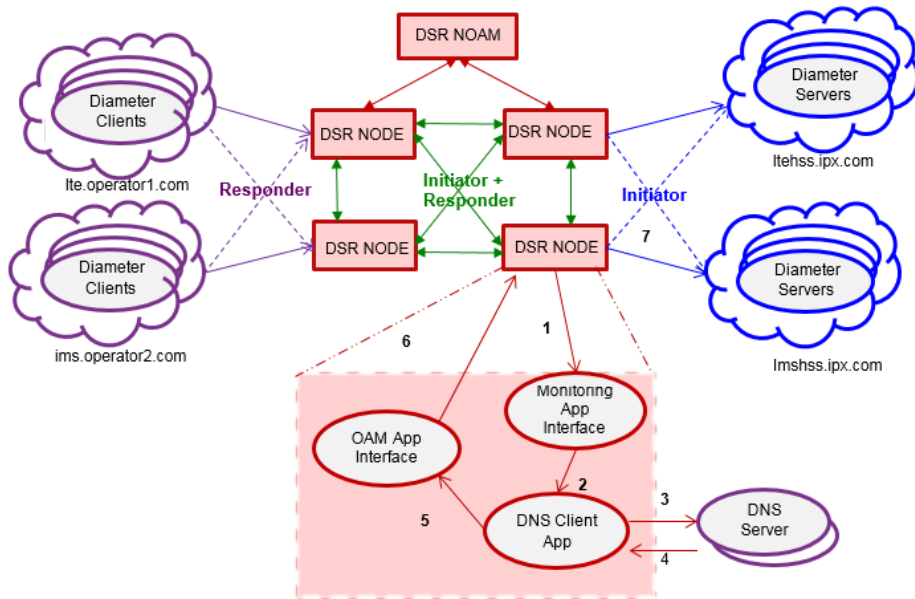 DSR NOAM
Diameter
Clients
Diameter
Servers
DSR NODE
DSR NODE
lte.operator1.com
ltehss.ipx.com
Responder
Initiator +
Responder
Initiator
DSR NODE
DSR NODE
7
Diameter
Clients
Diameter
Servers
ims.operator2.com
Imshss.ipx.com
6
1
Monitoring
App
Interface
OAM App
Interface
2
3
5
DNS Client
App
DNS
Server
4